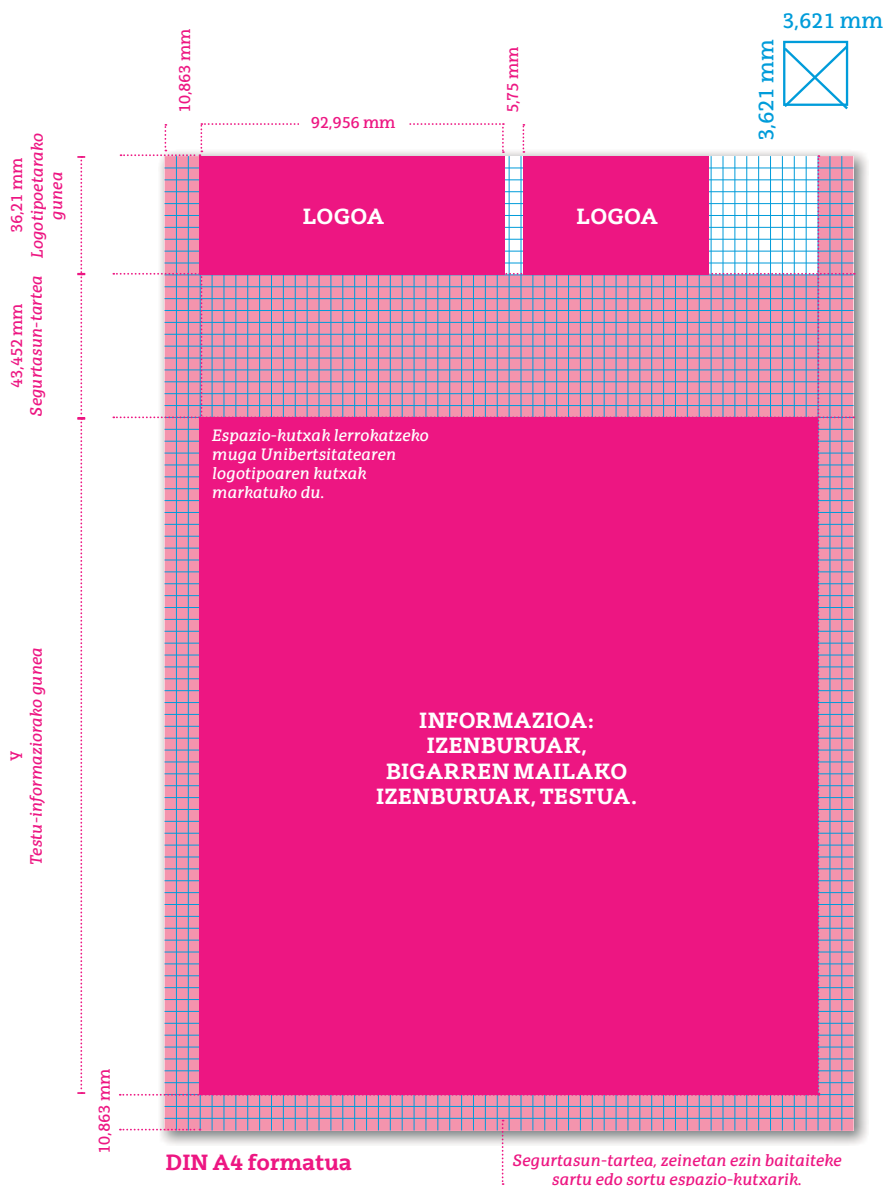 3,621 mm
3,621 mm
10,863 mm
92,956 mm
5,75 mm
36,21 mm
Logotipoetarako
gunea
LOGOA
LOGOA
43,452 mm
Segurtasun-tartea
Espazio-kutxak lerrokatzeko
muga Unibertsitatearen
logotipoaren kutxak
markatuko du.
y
Testu-informaziorako gunea
INFORMAZIOA:
IZENBURUAK,
BIGARREN MAILAKO
IZENBURUAK, TESTUA.
10,863 mm
DIN A4 formatua
Segurtasun-tartea, zeinetan ezin baitaiteke
sartu edo sortu espazio-kutxarik.